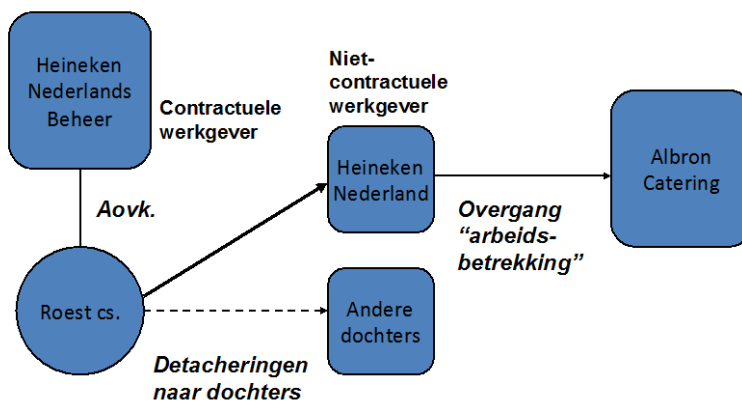 Heineken
Nederlands
Beheer
Contractuele
werkgever
Niet-
contractuele
werkgever
Heineken
Nederland
Albron
Catering
Aovk.
Overgang
“arbeids-
betrekking”
Roest cs.
Andere
dochters
Detacheringen
naar dochters